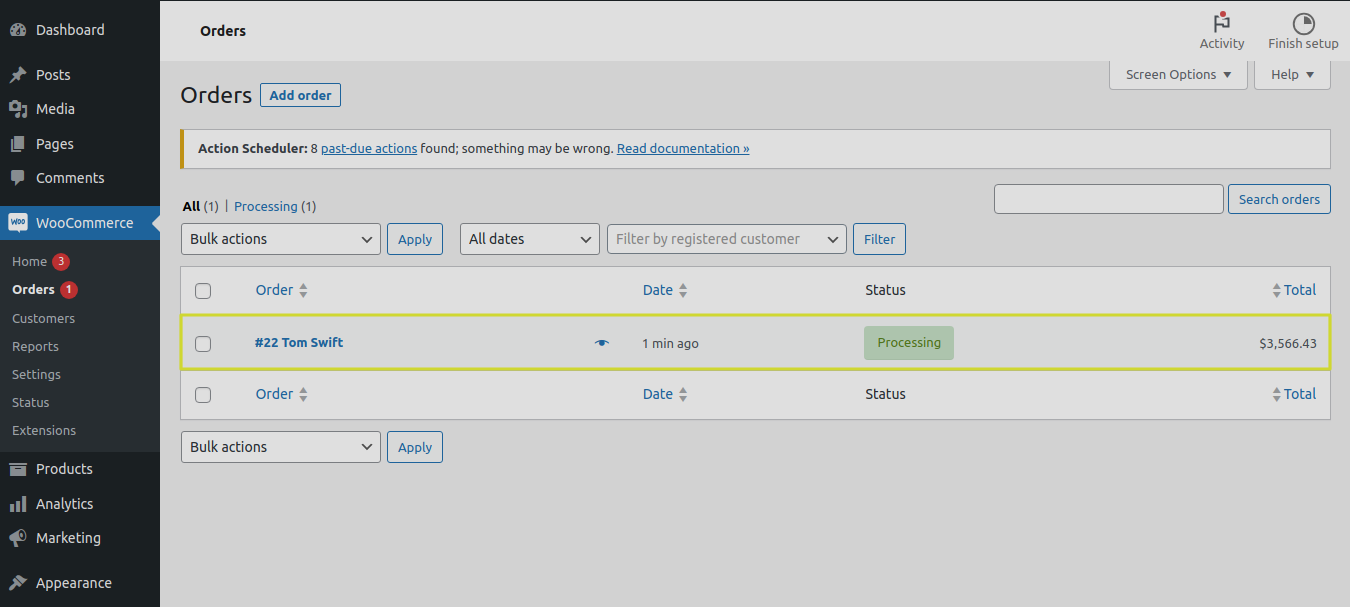 Dashboard
Posts
Media
Pages
Comments
Woo WooCommerce
Home 3
Orders 1
Customers
Reports
Settings
Status
Extensions
Products
Analytics
Marketing
Appearance
Orders
Activity
Finish setup
Screen Options
Help
Orders Add order
Action Scheduler: 8 past-due actions found; something may be wrong. Read documentation »
All (1) | Processing (1)
Search orders
Bulk actions Apply All dates Filter by registered customer Filter
Order Date Status Total
#22 Tom Swift 1 min ago Processing $3,566.43
Order Date Status Total
Bulk actions Apply